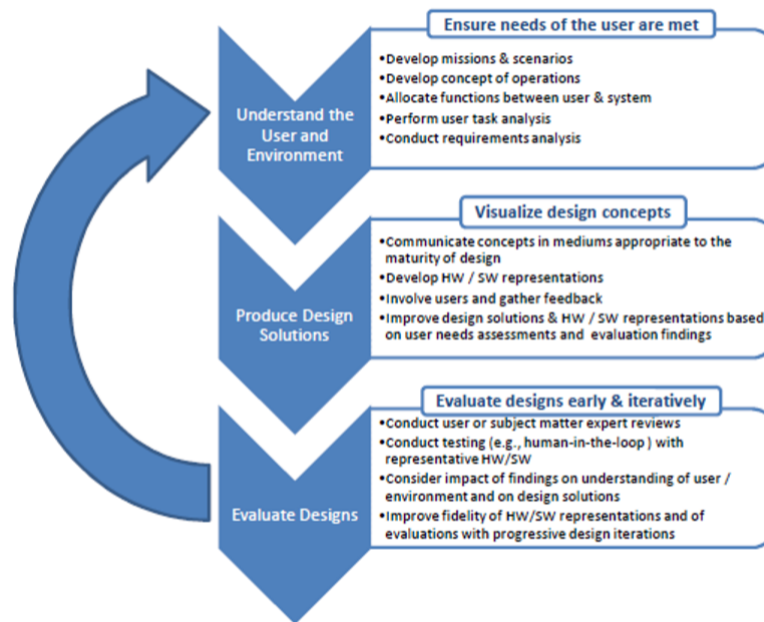 Ensure needs of the user are met
Understand the
User and
Environment
•Develop missions & scenarios
•Develop concept of operations
•Allocate functions between user & system
•Perform user task analysis
•Conduct requirements analysis
Visualize design concepts
Produce Design
Solutions
•Communicate concepts in mediums appropriate to the
maturity of design
•Develop HW / SW representations
•Involve users and gather feedback
•Improve design solutions & HW / SW representations based
on user needs assessments and evaluation findings
Evaluate designs early & iteratively
Evaluate Designs
•Conduct user or subject matter expert reviews
•Conduct testing (e.g., human-in-the-loop ) with
representative HW/SW
•Consider impact of findings on understanding of user /
environment and on design solutions
•Improve fidelity of HW/SW representations and of
evaluations with progressive design iterations